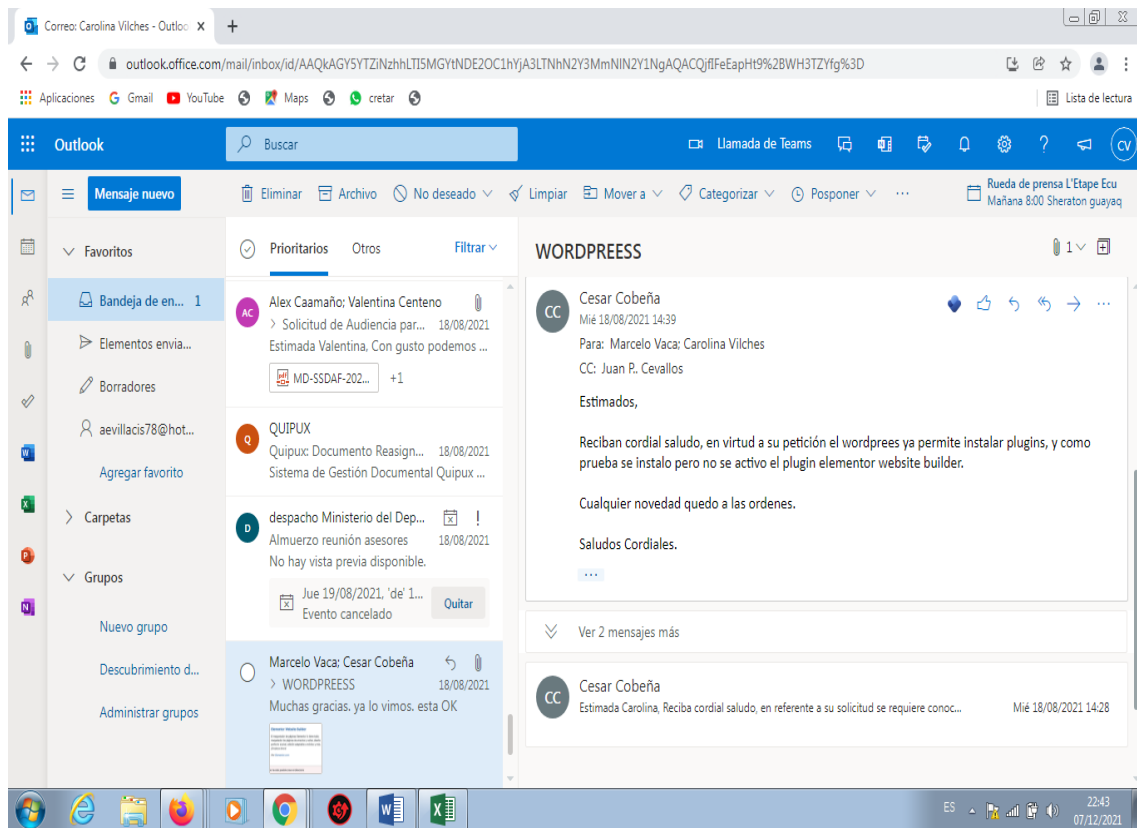 Correo: Carolina Vilches - Outloo
outlook.office.com/mail/inbox/id/AAQkAGY5YTZiNzhhLTI5MGYtNDE2OC1hYjA3LTNhN2Y3MmNlN2Y1NgAQACQjflFeEapHt9%2BWH3TZYfg%3D
Aplicaciones Gmail YouTube Maps cretar Lista de lectura
Outlook Buscar Llamada de Teams CV
Mensaje nuevo Eliminar Archivo No deseado Limpiar Mover a Categorizar Posponer ...
Rueda de prensa L'Etape Ecu
Mañana 8:00 Sheraton guayaq
Favoritos
Bandeja de en... 1
Elementos envia...
Borradores
aevillacis78@hot...
Agregar favorito
Carpetas
Grupos
Nuevo grupo
Descubrimiento d...
Administrar grupos
Prioritarios Otros Filtrar
AC
Alex Caamaño; Valentina Centeno
> Solicitud de Audiencia par... 18/08/2021
Estimada Valentina, Con gusto podemos ...
MD-SSDAF-202... +1
Q
QUIPUX
Quipux: Documento Reasign... 18/08/2021
Sistema de Gestión Documental Quipux ...
D
despacho Ministerio del Dep... !
Almuerzo reunión asesores 18/08/2021
No hay vista previa disponible.
Jue 19/08/2021, 'de' 1...
Evento cancelado
Quitar
Marcelo Vaca; Cesar Cobeña
> WORDPREESS 18/08/2021
Muchas gracias. ya lo vimos. esta OK
WORDPREESS 1
CC
Cesar Cobeña
Mié 18/08/2021 14:39
Para: Marcelo Vaca; Carolina Vilches
CC: Juan P.. Cevallos
Estimados,
Reciban cordial saludo, en virtud a su petición el wordprees ya permite instalar plugins, y como
prueba se instalo pero no se activo el plugin elementor website builder.
Cualquier novedad quedo a las ordenes.
Saludos Cordiales.
...
Ver 2 mensajes más
CC
Cesar Cobeña
Estimada Carolina, Reciba cordial saludo, en referente a su solicitud se requiere conoc... Mié 18/08/2021 14:28
ES
22:43
07/12/2021